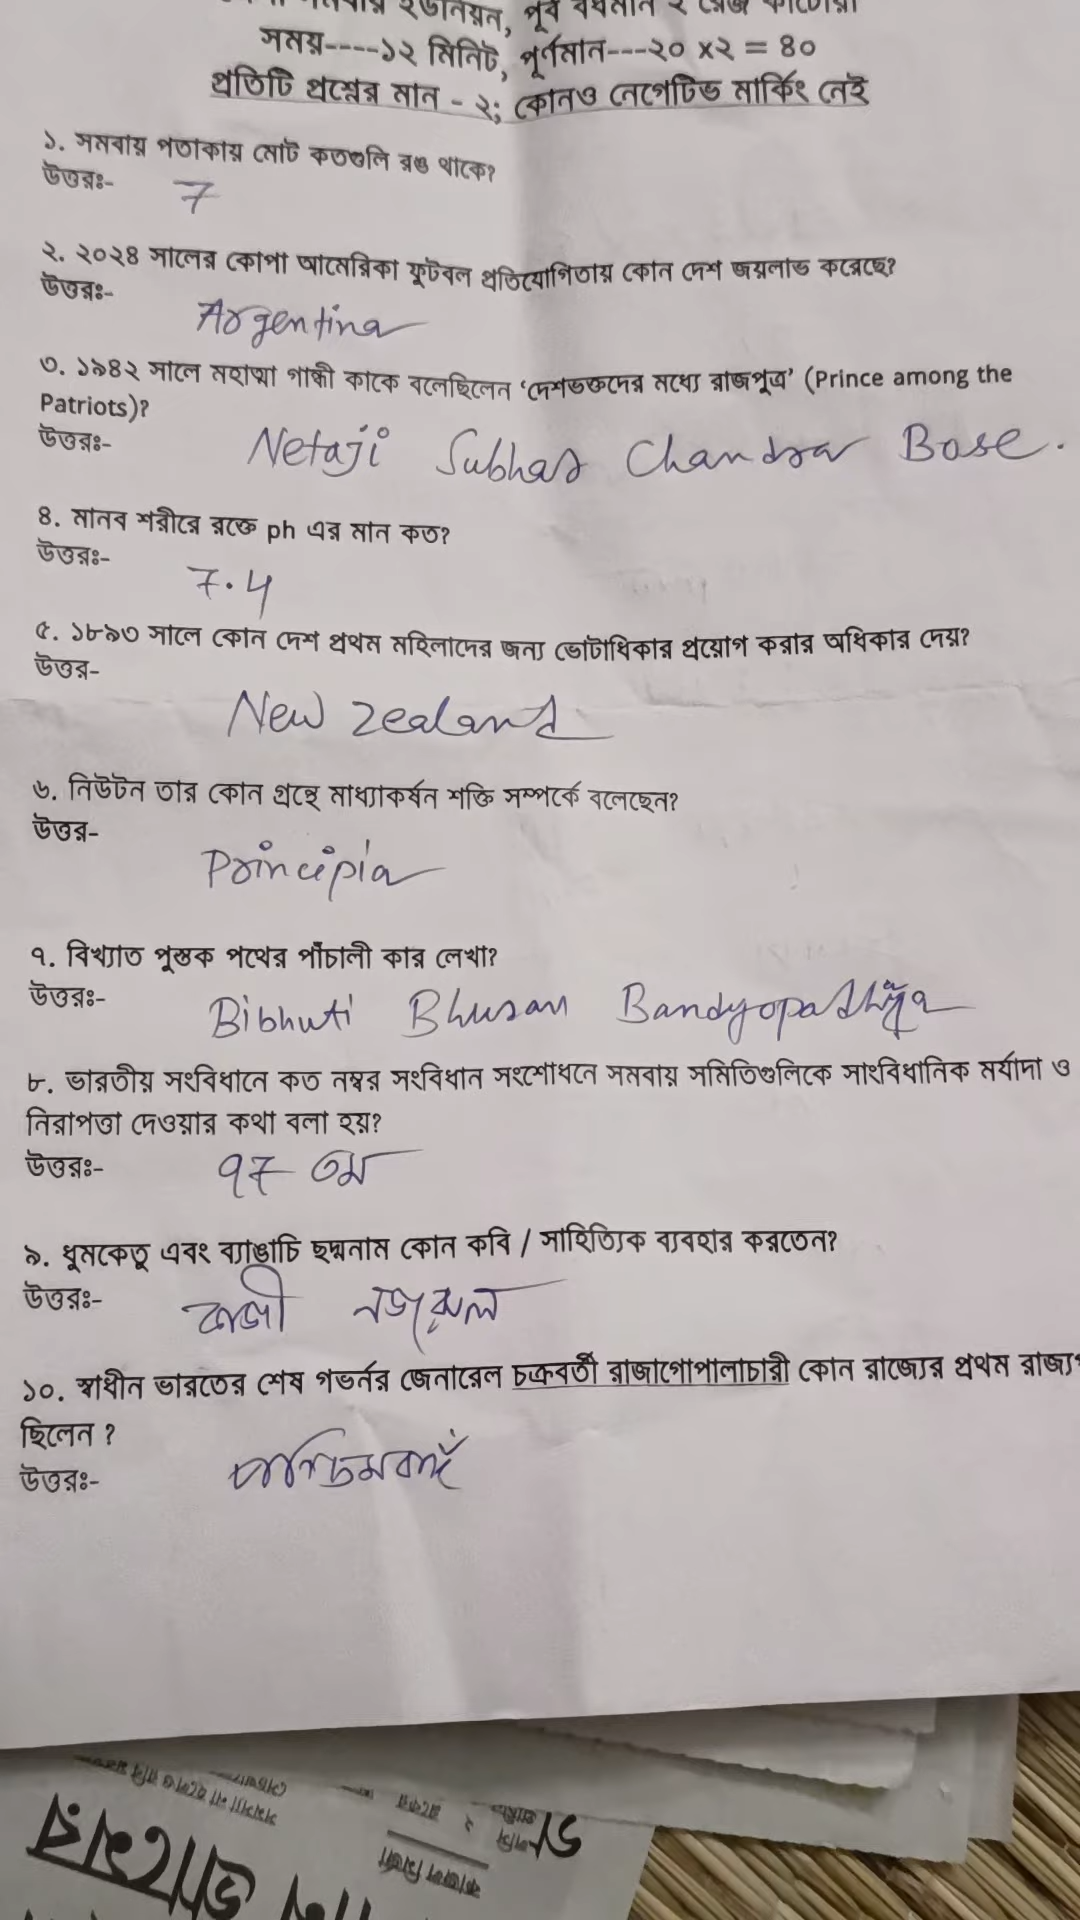 ইউনিয়ন, পূর্ব বর্ধমান ২ রেঞ্জ কাটোয়া
সময়----১২ মিনিট, পূর্ণমান---২০ x২ = ৪০
প্রতিটি প্রশ্নের মান - ২; কোনও নেগেটিভ মার্কিং নেই
১. সমবায় পতাকায় মোট কতগুলি রঙ থাকে?
উত্তরঃ- 7
২. ২০২৪ সালের কোপা আমেরিকা ফুটবল প্রতিযোগিতায় কোন দেশ জয়লাভ করেছে?
উত্তরঃ-
Argentina
৩. ১৯৪২ সালে মহাত্মা গান্ধী কাকে বলেছিলেন ‘দেশভক্তদের মধ্যে রাজপুত্র’ (Prince among the
Patriots)?
উত্তরঃ- Netaji Subhas Chandra Bose.
৪. মানব শরীরে রক্তে ph এর মান কত?
উত্তরঃ-
7.4
৫. ১৮৯৩ সালে কোন দেশ প্রথম মহিলাদের জন্য ভোটাধিকার প্রয়োগ করার অধিকার দেয়?
উত্তর-
New Zealand
৬. নিউটন তার কোন গ্রন্থে মাধ্যাকর্ষন শক্তি সম্পর্কে বলেছেন?
উত্তর-
Principia
৭. বিখ্যাত পুস্তক পথের পাঁচালী কার লেখা?
উত্তরঃ- Bibhuti Bhusan Bandyopadhya
৮. ভারতীয় সংবিধানে কত নম্বর সংবিধান সংশোধনে সমবায় সমিতিগুলিকে সাংবিধানিক মর্যাদা ও
নিরাপত্তা দেওয়ার কথা বলা হয়?
উত্তরঃ- ৭৭ তম
৯. ধুমকেতু এবং ব্যাঙাচি ছদ্মনাম কোন কবি / সাহিত্যিক ব্যবহার করতেন?
উত্তরঃ- কাজী নজরুল
১০. স্বাধীন ভারতের শেষ গভর্নর জেনারেল চক্রবর্তী রাজাগোপালাচারী কোন রাজ্যের প্রথম
ছিলেন ?
উত্তরঃ- পশ্চিমবঙ্গ